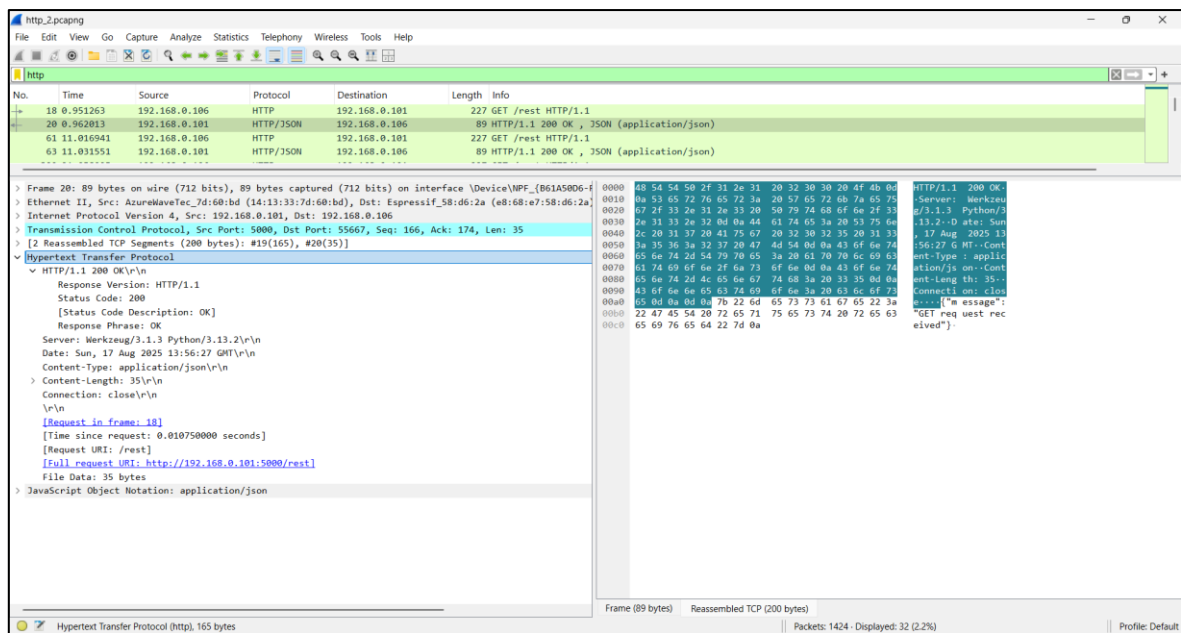 http_2.pcapng
File Edit View Go Capture Analyze Statistics Telephony Wireless Tools Help
http
No. Time Source Protocol Destination Length Info
18 0.951263 192.168.0.106 HTTP 192.168.0.101 227 GET /rest HTTP/1.1
20 0.962013 192.168.0.101 HTTP/JSON 192.168.0.106 89 HTTP/1.1 200 OK , JSON (application/json)
61 11.016941 192.168.0.106 HTTP 192.168.0.101 227 GET /rest HTTP/1.1
63 11.031551 192.168.0.101 HTTP/JSON 192.168.0.106 89 HTTP/1.1 200 OK , JSON (application/json)
Frame 20: 89 bytes on wire (712 bits), 89 bytes captured (712 bits) on interface \Device\NPF_{B61A50D6-F
Ethernet II, Src: AzureWaveTec_7d:60:bd (14:13:33:7d:60:bd), Dst: Espressif_58:d6:2a (e8:68:e7:58:d6:2a)
Internet Protocol Version 4, Src: 192.168.0.101, Dst: 192.168.0.106
Transmission Control Protocol, Src Port: 5000, Dst Port: 55667, Seq: 166, Ack: 174, Len: 35
[2 Reassembled TCP Segments (200 bytes): #19(165), #20(35)]
Hypertext Transfer Protocol
HTTP/1.1 200 OK\r\n
Response Version: HTTP/1.1
Status Code: 200
[Status Code Description: OK]
Response Phrase: OK
Server: Werkzeug/3.1.3 Python/3.13.2\r\n
Date: Sun, 17 Aug 2025 13:56:27 GMT\r\n
Content-Type: application/json\r\n
Content-Length: 35\r\n
Connection: close\r\n
\r\n
[Request in frame: 18]
[Time since request: 0.010750000 seconds]
[Request URI: /rest]
[Full request URI: http://192.168.0.101:5000/rest]
File Data: 35 bytes
JavaScript Object Notation: application/json
0000 48 54 54 50 2f 31 2e 31 20 32 30 30 20 4f 4b 0d HTTP/1.1 200 OK·
0010 0a 53 65 72 76 65 72 3a 20 57 65 72 6b 7a 65 75 ·Server: Werkzeu
0020 67 2f 33 2e 31 2e 33 20 50 79 74 68 6f 6e 2f 33 g/3.1.3 Python/3
0030 2e 31 33 2e 32 0d 0a 44 61 74 65 3a 20 53 75 6e .13.2··D ate: Sun
0040 2c 20 31 37 20 41 75 67 20 32 30 32 35 20 31 33 , 17 Aug 2025 13
0050 3a 35 36 3a 32 37 20 47 4d 54 0d 0a 43 6f 6e 74 :56:27 G MT··Cont
0060 65 6e 74 2d 54 79 70 65 3a 20 61 70 70 6c 69 63 ent-Type : applic
0070 61 74 69 6f 6e 2f 6a 73 6f 6e 0d 0a 43 6f 6e 74 ation/js on··Cont
0080 65 6e 74 2d 4c 65 6e 67 74 68 3a 20 33 35 0d 0a ent-Leng th: 35··
0090 43 6f 6e 6e 65 63 74 69 6f 6e 3a 20 63 6c 6f 73 Connecti on: clos
00a0 65 0d 0a 0d 0a 7b 22 6d 65 73 73 61 67 65 22 3a e····{"m essage":
00b0 22 47 45 54 20 72 65 71 75 65 73 74 20 72 65 63 "GET req uest rec
00c0 65 69 76 65 64 22 7d 0a eived"}·
Frame (89 bytes) Reassembled TCP (200 bytes)
Hypertext Transfer Protocol (http), 165 bytes Packets: 1424 · Displayed: 32 (2.2%) Profile: Default